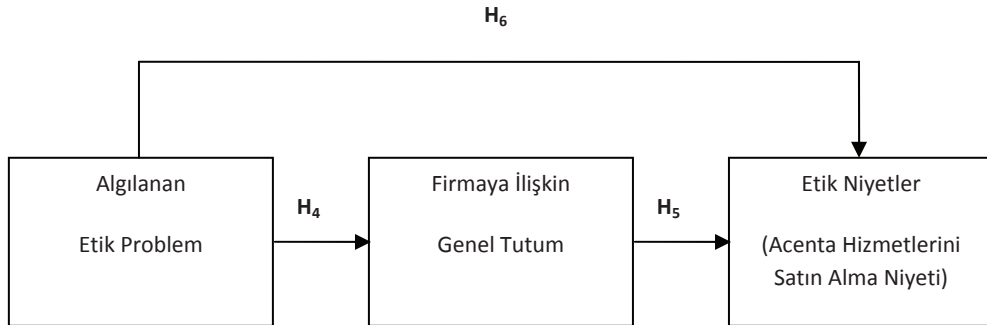 H₆
Algılanan
Etik Problem
H₄
Firmaya İlişkin
Genel Tutum
H₅
Etik Niyetler
(Acenta Hizmetlerini
Satın Alma Niyeti)